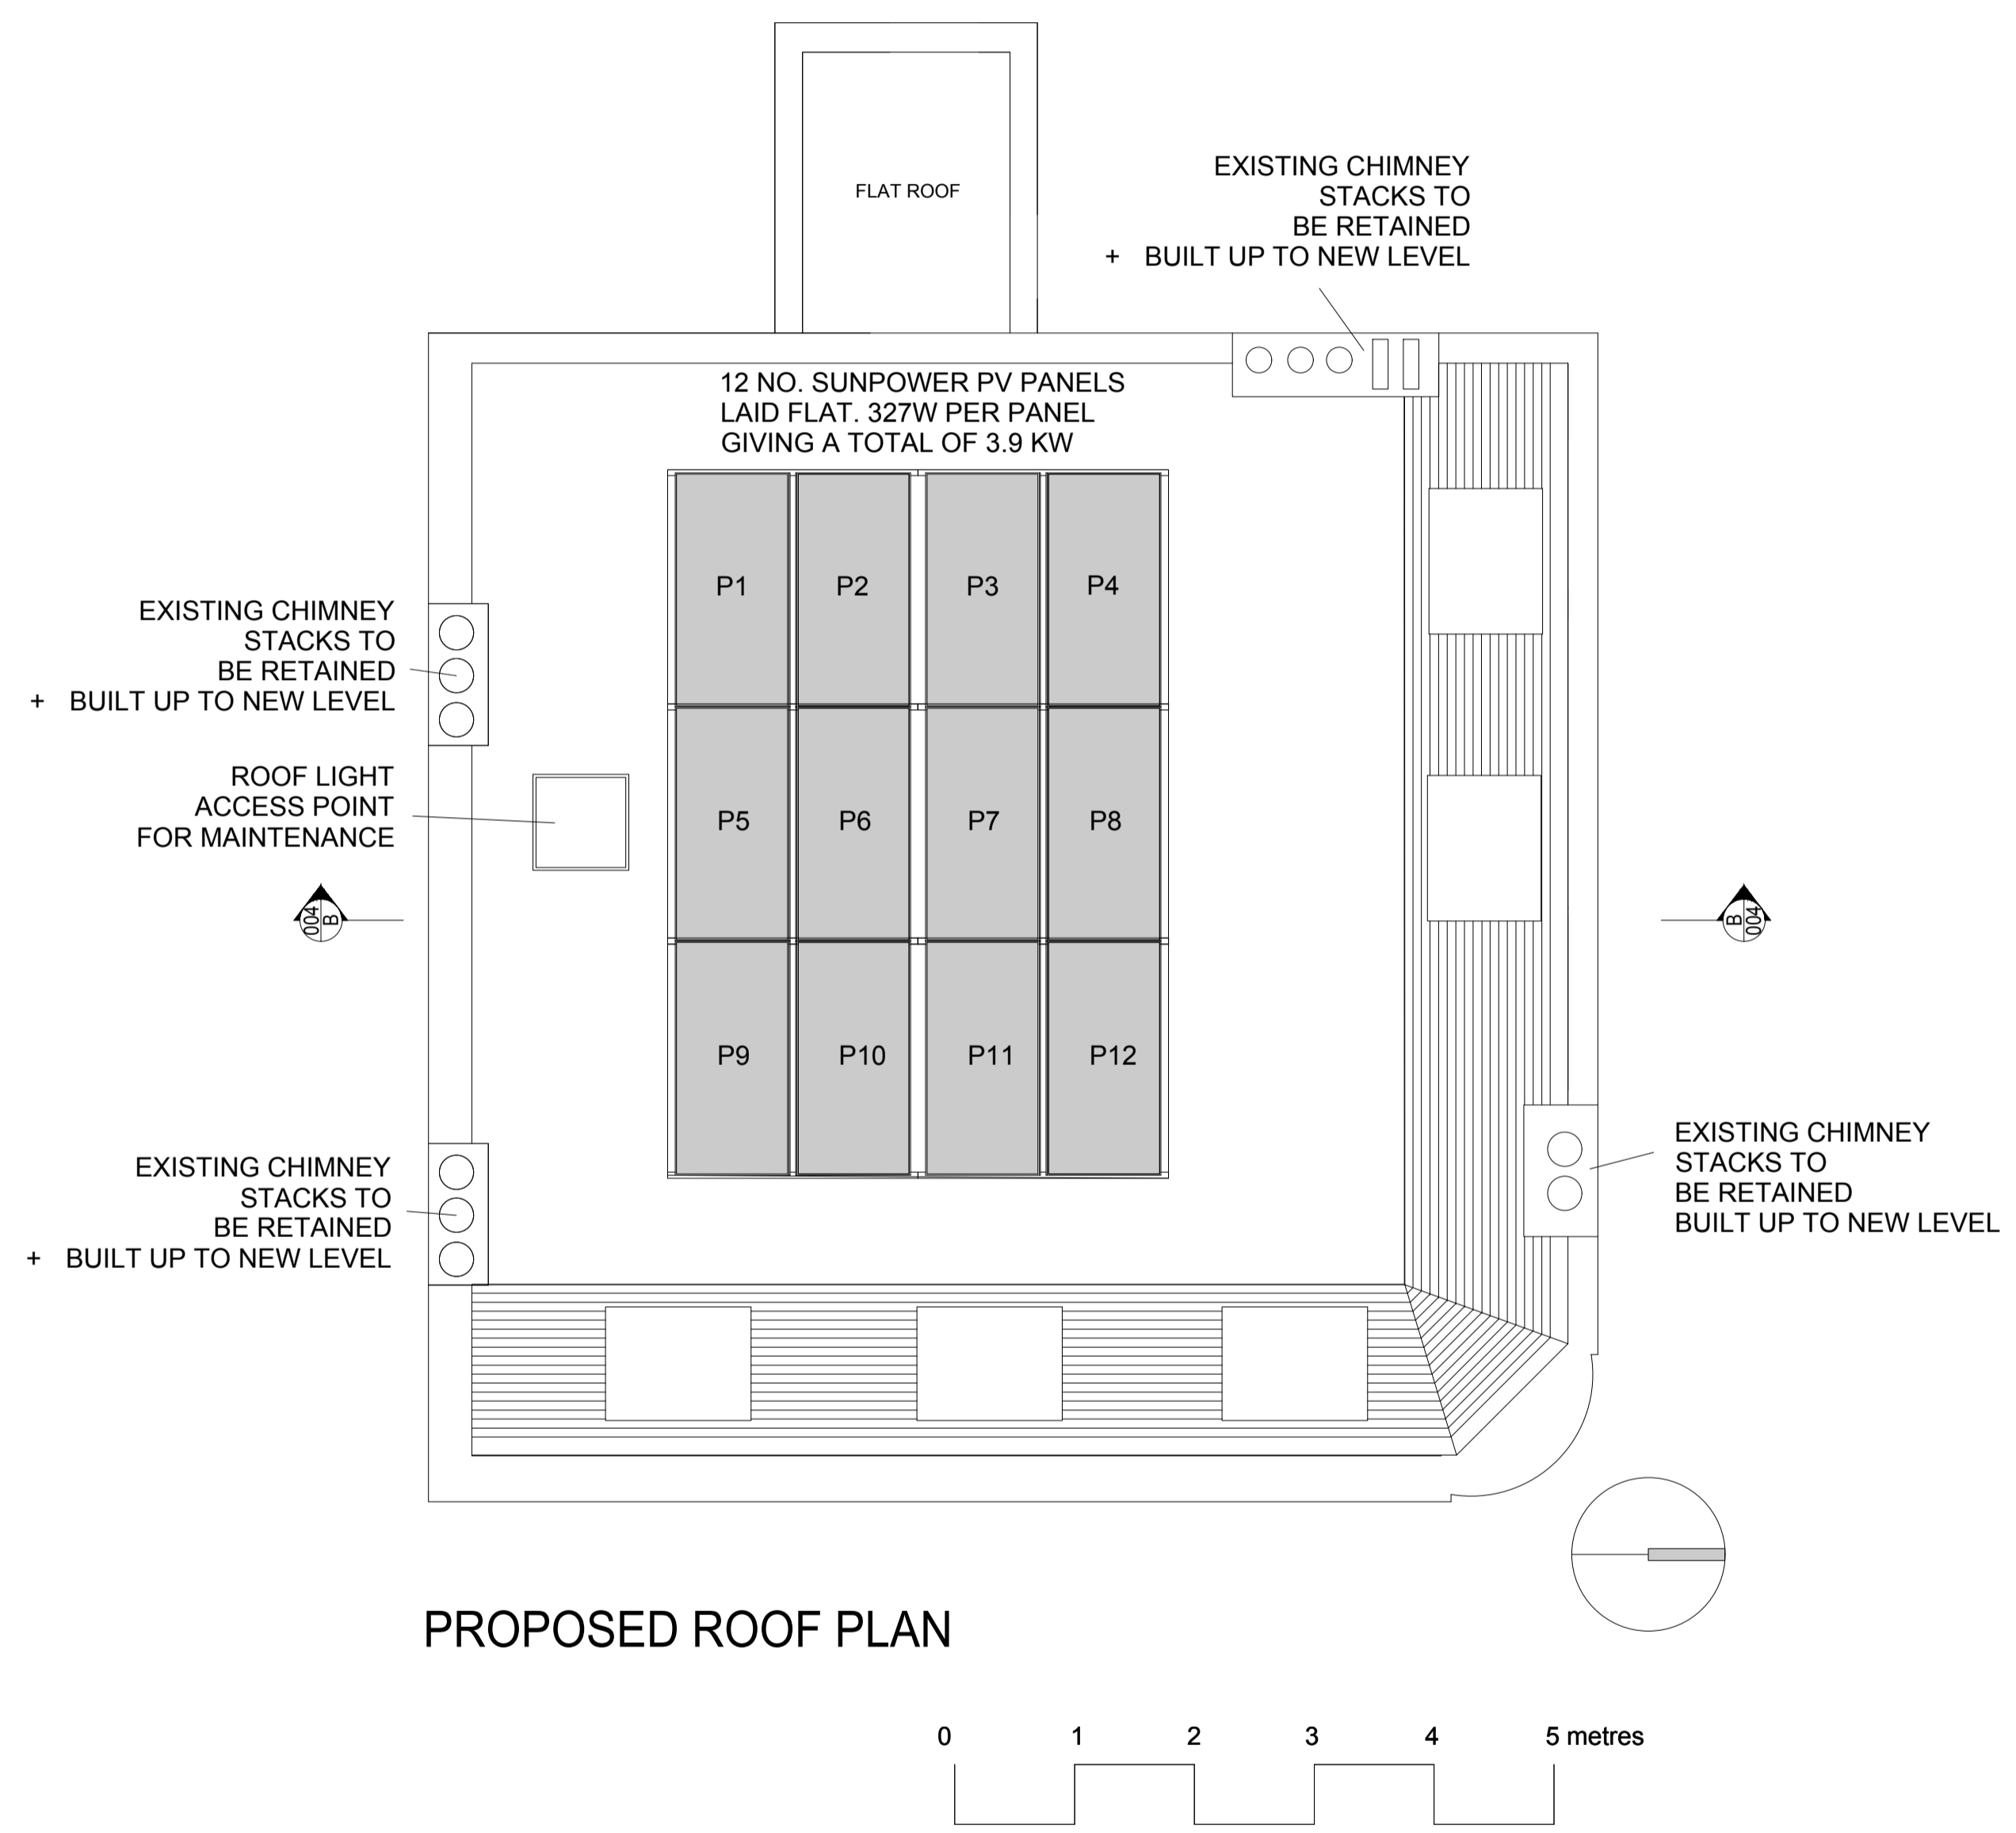 FLAT ROOF
EXISTING CHIMNEY
STACKS TO
BE RETAINED
+ BUILT UP TO NEW LEVEL
12 NO. SUNPOWER PV PANELS
LAID FLAT. 327W PER PANEL
GIVING A TOTAL OF 3.9 KW
P1 P2 P3 P4
EXISTING CHIMNEY
STACKS TO
BE RETAINED
+ BUILT UP TO NEW LEVEL
ROOF LIGHT
ACCESS POINT
FOR MAINTENANCE
P5 P6 P7 P8
004
B
B
004
P9 P10 P11 P12
EXISTING CHIMNEY
STACKS TO
BE RETAINED
+ BUILT UP TO NEW LEVEL
EXISTING CHIMNEY
STACKS TO
BE RETAINED
BUILT UP TO NEW LEVEL
PROPOSED ROOF PLAN
0 1 2 3 4 5 metres